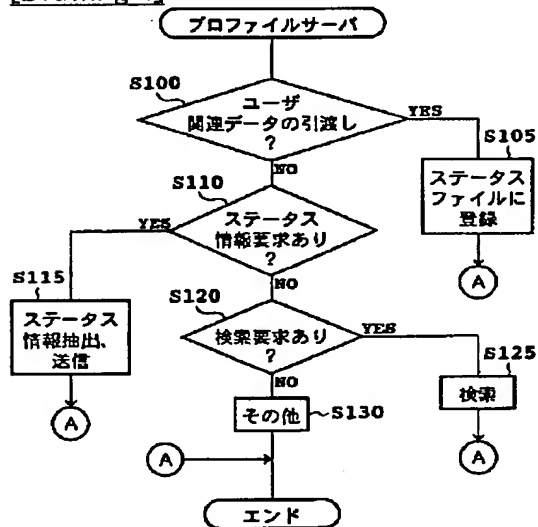 プロファイルサーバ
S100
ユーザ
関連データの引渡し
?
YES
S105
ステータス
ファイルに
登録
A
NO
S110
ステータス
情報要求あり
?
YES
S115
ステータス
情報抽出、
送信
A
NO
S120
検索要求あり
?
YES
S125
検索
A
NO
その他
S130
A
エンド